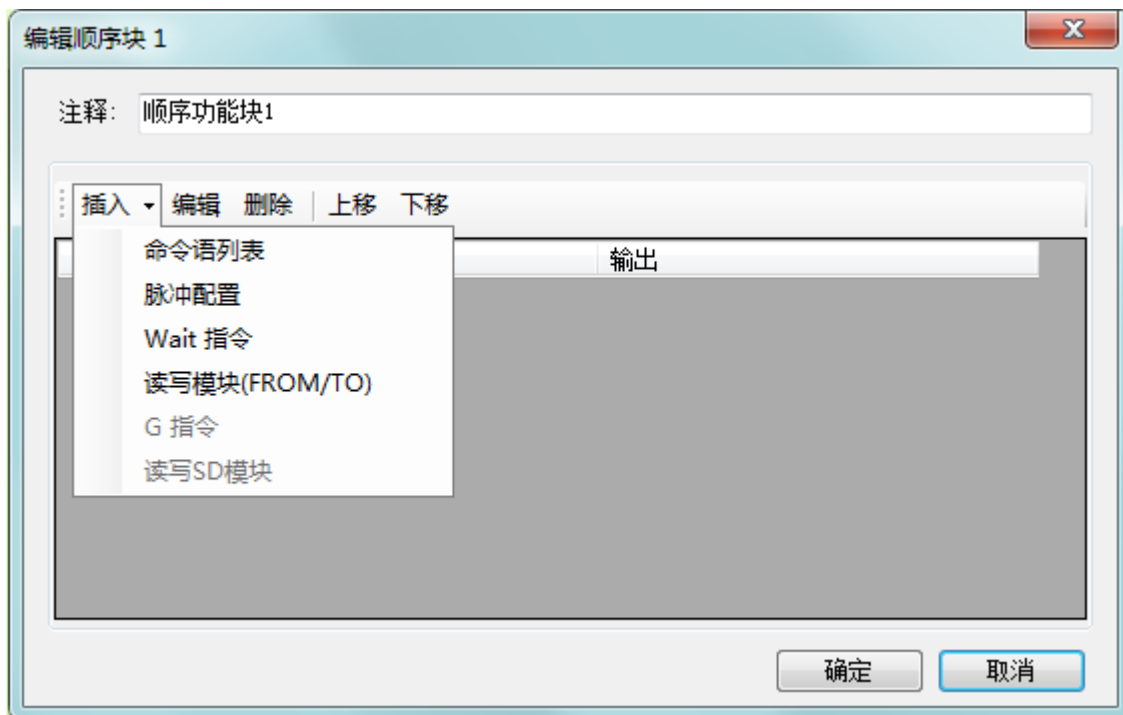 编辑顺序块 1
注释: 顺序功能块1
插入 编辑 删除 上移 下移
输出
命令语列表
脉冲配置
Wait 指令
读写模块(FROM/TO)
G 指令
读写SD模块
确定 取消